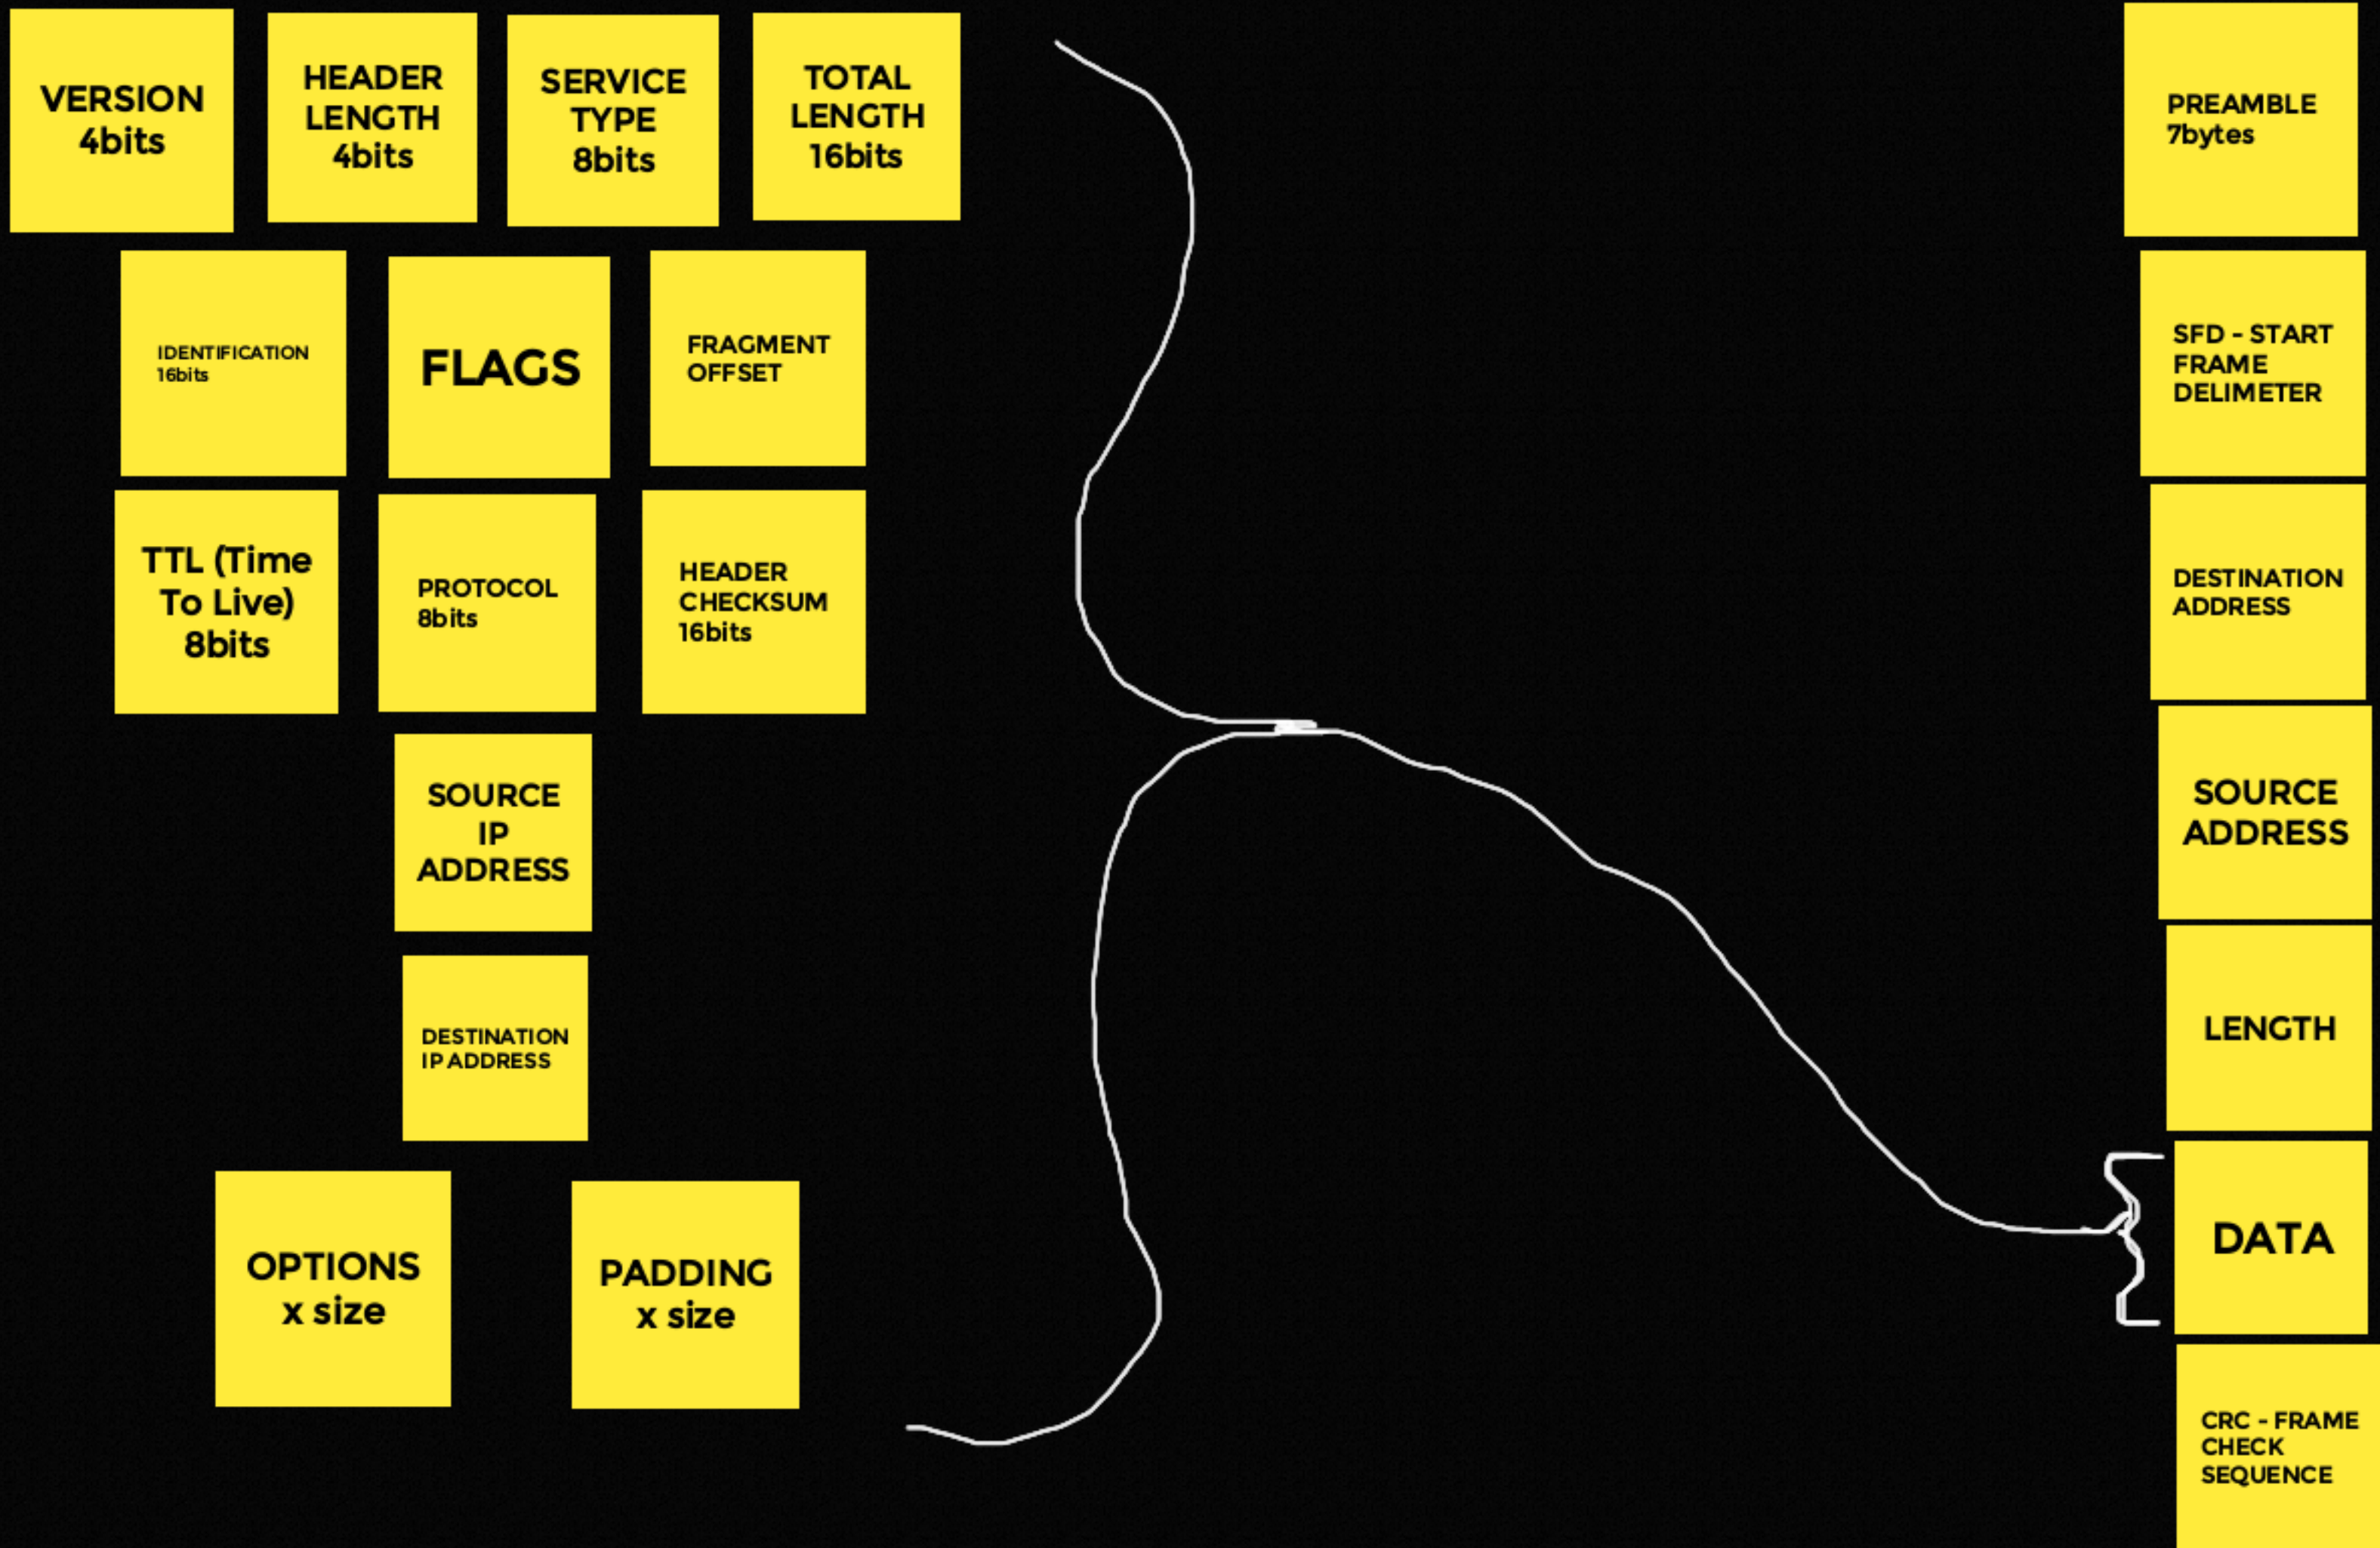 VERSION
4bits
HEADER
LENGTH
4bits
SERVICE
TYPE
8bits
TOTAL
LENGTH
16bits
IDENTIFICATION
16bits
FLAGS
FRAGMENT
OFFSET
TTL (Time
To Live)
8bits
PROTOCOL
8bits
HEADER
CHECKSUM
16bits
SOURCE
IP
ADDRESS
DESTINATION
IP ADDRESS
OPTIONS
x size
PADDING
x size
PREAMBLE
7bytes
SFD - START
FRAME
DELIMETER
DESTINATION
ADDRESS
SOURCE
ADDRESS
LENGTH
DATA
CRC - FRAME
CHECK
SEQUENCE